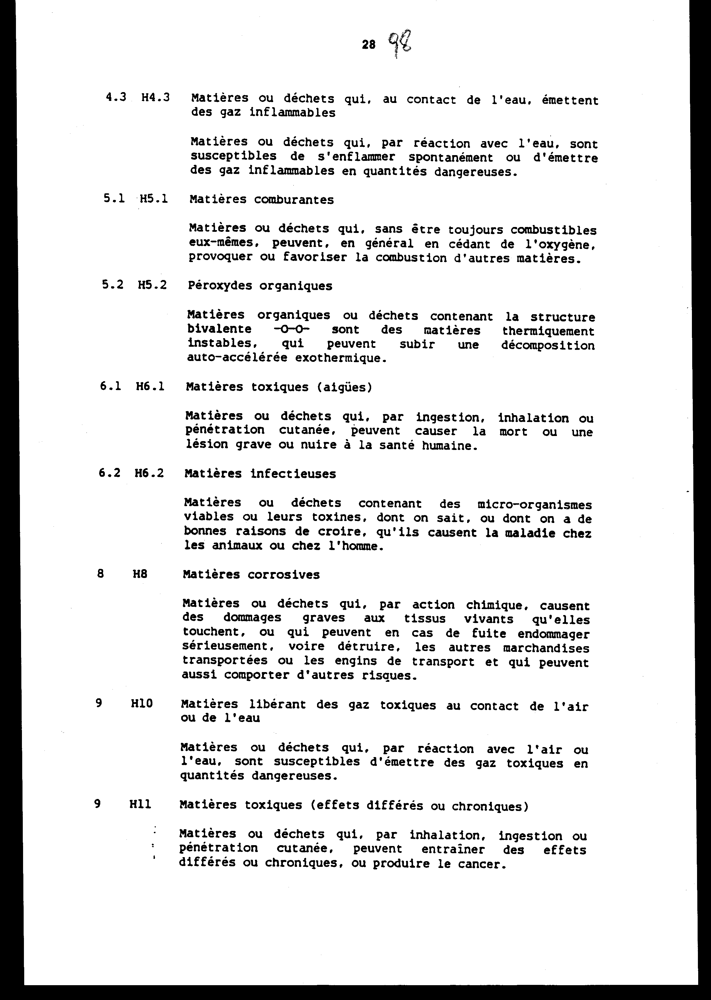 28 98
4.3 H4.3 Matières ou déchets qui, au contact de l'eau, émettent
des gaz inflammables
Matières ou déchets qui, par réaction avec l'eau, sont
susceptibles de s'enflammer spontanément ou d'émettre
des gaz inflammables en quantités dangereuses.
5.1 H5.1 Matières comburantes
Matières ou déchets qui, sans être toujours combustibles
eux-mêmes, peuvent, en général en cédant de l'oxygène,
provoquer ou favoriser la combustion d'autres matières.
5.2 H5.2 Péroxydes organiques
Matières organiques ou déchets contenant la structure
bivalente -O-O- sont des matières thermiquement
instables, qui peuvent subir une décomposition
auto-accélérée exothermique.
6.1 H6.1 Matières toxiques (aigües)
Matières ou déchets qui, par ingestion, inhalation ou
pénétration cutanée, peuvent causer la mort ou une
lésion grave ou nuire à la santé humaine.
6.2 H6.2 Matières infectieuses
Matières ou déchets contenant des micro-organismes
viables ou leurs toxines, dont on sait, ou dont on a de
bonnes raisons de croire, qu'ils causent la maladie chez
les animaux ou chez l'homme.
8 H8 Matières corrosives
Matières ou déchets qui, par action chimique, causent
des dommages graves aux tissus vivants qu'elles
touchent, ou qui peuvent en cas de fuite endommager
sérieusement, voire détruire, les autres marchandises
transportées ou les engins de transport et qui peuvent
aussi comporter d'autres risques.
9 H10 Matières libérant des gaz toxiques au contact de l'air
ou de l'eau
Matières ou déchets qui, par réaction avec l'air ou
l'eau, sont susceptibles d'émettre des gaz toxiques en
quantités dangereuses.
9 H11 Matières toxiques (effets différés ou chroniques)
Matières ou déchets qui, par inhalation, ingestion ou
pénétration cutanée, peuvent entraîner des effets
différés ou chroniques, ou produire le cancer.